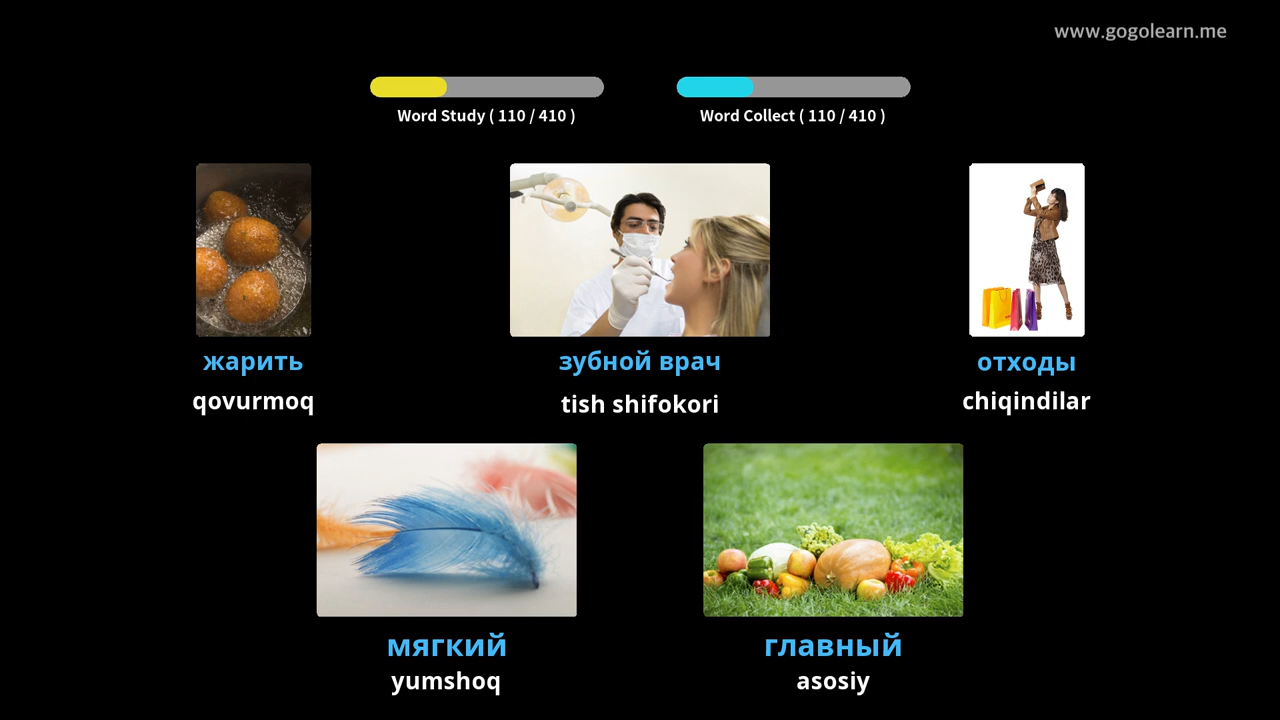 www.gogolearn.me
Word Study ( 110 / 410 )
Word Collect ( 110 / 410 )
жарить
qovurmoq
зубной врач
tish shifokori
отходы
chiqindilar
мягкий
yumshoq
главный
asosiy